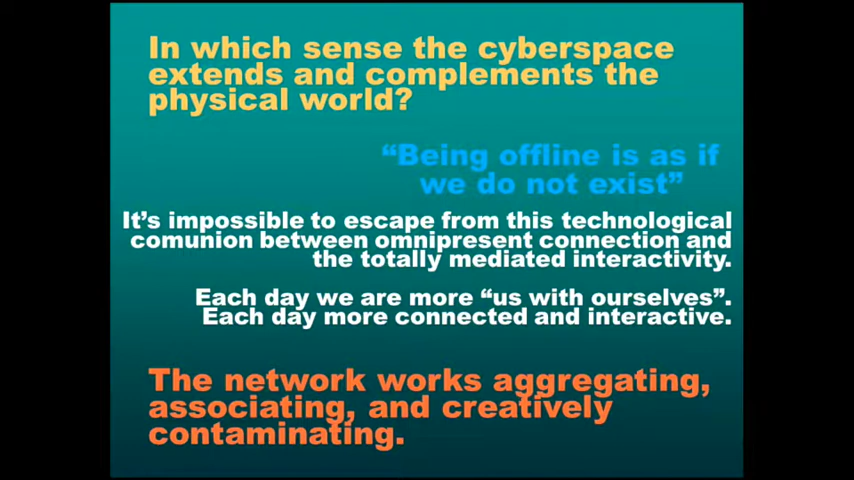 In which sense the cyberspace
extends and complements the
physical world?
“Being offline is as if
we do not exist”
It’s impossible to escape from this technological
comunion between omnipresent connection and
the totally mediated interactivity.
Each day we are more “us with ourselves”.
Each day more connected and interactive.
The network works aggregating,
associating, and creatively
contaminating.